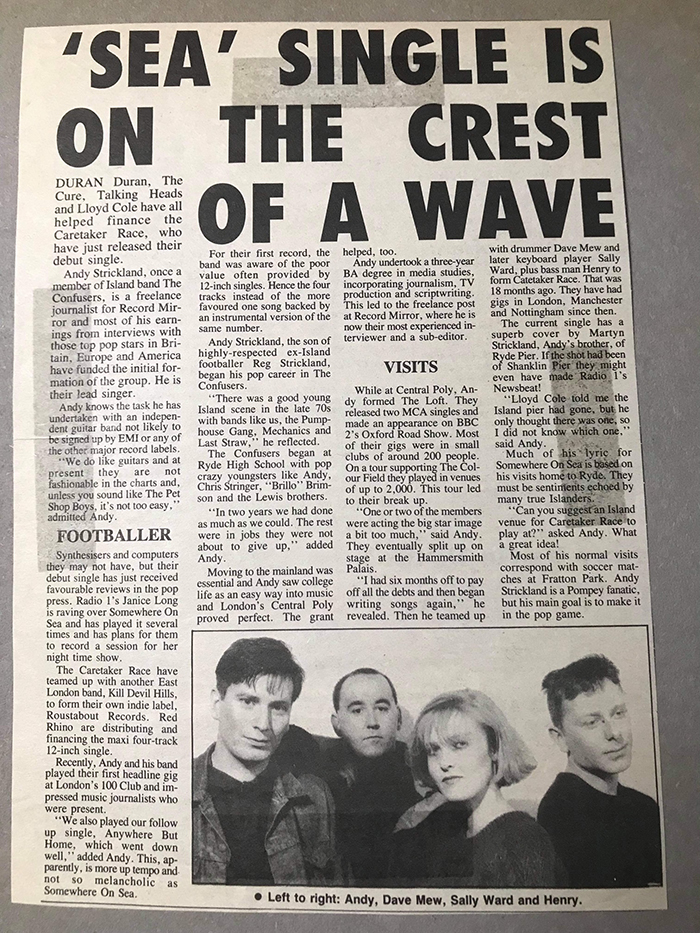 ‘SEA’ SINGLE IS
ON THE CREST
OF A WAVE
DURAN Duran, The
Cure, Talking Heads
and Lloyd Cole have all
helped finance the
Caretaker Race, who
have just released their
debut single.
Andy Strickland, once a
member of Island band The
Confusers, is a freelance
journalist for Record Mir-
ror and most of his earn-
ings from interviews with
those top pop stars in Bri-
tain, Europe and America
have funded the initial for-
mation of the group. He is
their lead singer.
Andy knows the task he has
undertaken with an indepen-
dent guitar band not likely to
be signed up by EMI or any of
the other major record labels.
“We do like guitars and at
present they are not
fashionable in the charts and,
unless you sound like The Pet
Shop Boys, it’s not too easy,”
admitted Andy.
FOOTBALLER
Synthesisers and computers
they may not have, but their
debut single has just received
favourable reviews in the pop
press. Radio 1’s Janice Long
is raving over Somewhere On
Sea and has played it several
times and has plans for them
to record a session for her
night time show.
The Caretaker Race have
teamed up with another East
London band, Kill Devil Hills,
to form their own indie label,
Roustabout Records. Red
Rhino are distributing and
financing the maxi four-track
12-inch single.
Recently, Andy and his band
played their first headline gig
at London’s 100 Club and im-
pressed music journalists who
were present.
“We also played our follow
up single, Anywhere But
Home, which went down
well,” added Andy. This, ap-
parently, is more up tempo and
not so melancholic as
Somewhere On Sea.
For their first record, the
band was aware of the poor
value often provided by
12-inch singles. Hence the four
tracks instead of the more
favoured one song backed by
an instrumental version of the
same number.
Andy Strickland, the son of
highly-respected ex-Island
footballer Reg Strickland,
began his pop career in The
Confusers.
“There was a good young
Island scene in the late 70s
with bands like us, the Pump-
house Gang, Mechanics and
Last Straw,” he reflected.
The Confusers began at
Ryde High School with pop
crazy youngsters like Andy,
Chris Stringer, “Brillo” Brim-
son and the Lewis brothers.
“In two years we had done
as much as we could. The rest
were in jobs they were not
about to give up,” added
Andy.
Moving to the mainland was
essential and Andy saw college
life as an easy way into music
and London’s Central Poly
proved perfect. The grant
helped, too.
Andy undertook a three-year
BA degree in media studies,
incorporating journalism, TV
production and scriptwriting.
This led to the freelance post
at Record Mirror, where he is
now their most experienced in-
terviewer and a sub-editor.
VISITS
While at Central Poly, An-
dy formed The Loft. They
released two MCA singles and
made an appearance on BBC
2’s Oxford Road Show. Most
of their gigs were in small
clubs of around 200 people.
On a tour supporting The Col-
our Field they played in venues
of up to 2,000. This tour led
to their break up.
“One or two of the members
were acting the big star image
a bit too much,” said Andy.
They eventually split up on
stage at the Hammersmith
Palais.
“I had six months off to pay
off all the debts and then began
writing songs again,” he
revealed. Then he teamed up
with drummer Dave Mew and
later keyboard player Sally
Ward, plus bass man Henry to
form Catetaker Race. That was
18 months ago. They have had
gigs in London, Manchester
and Nottingham since then.
The current single has a
superb cover by Martyn
Strickland, Andy’s brother, of
Ryde Pier. If the shot had been
of Shanklin Pier they might
even have made Radio 1’s
Newsbeat!
“Lloyd Cole told me the
Island pier had gone, but he
only thought there was one, so
I did not know which one,”
said Andy.
Much of his lyric for
Somewhere On Sea is based on
his visits home to Ryde. They
must be sentiments echoed by
many true Islanders.
“Can you suggest an Island
venue for Caretaker Race to
play at?” asked Andy. What
a great idea!
Most of his normal visits
correspond with soccer mat-
ches at Fratton Park. Andy
Strickland is a Pompey fanatic,
but his main goal is to make it
in the pop game.
● Left to right: Andy, Dave Mew, Sally Ward and Henry.